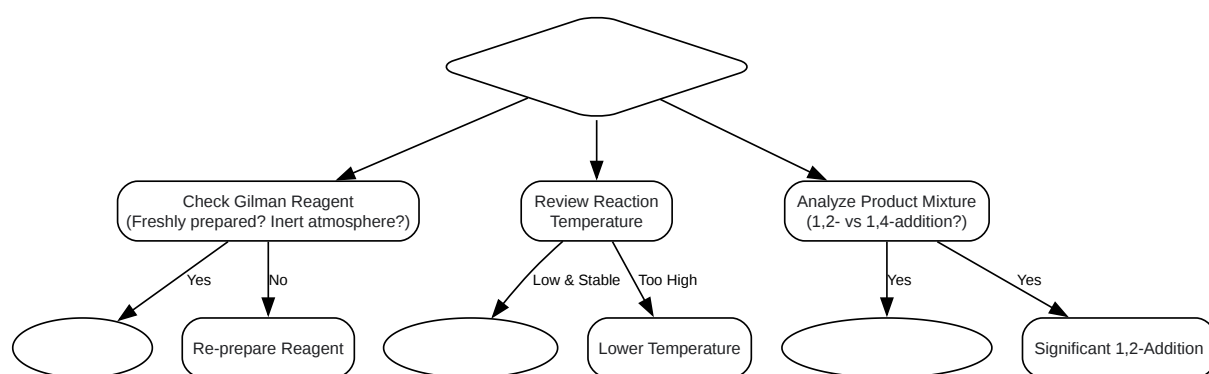 Check Gilman Reagent
(Freshly prepared? Inert atmosphere?)
Review Reaction
Temperature
Analyze Product Mixture
(1,2- vs 1,4-addition?)
Yes
No
Low & Stable
Too High
Yes
Yes
Re-prepare Reagent
Lower Temperature
Significant 1,2-Addition